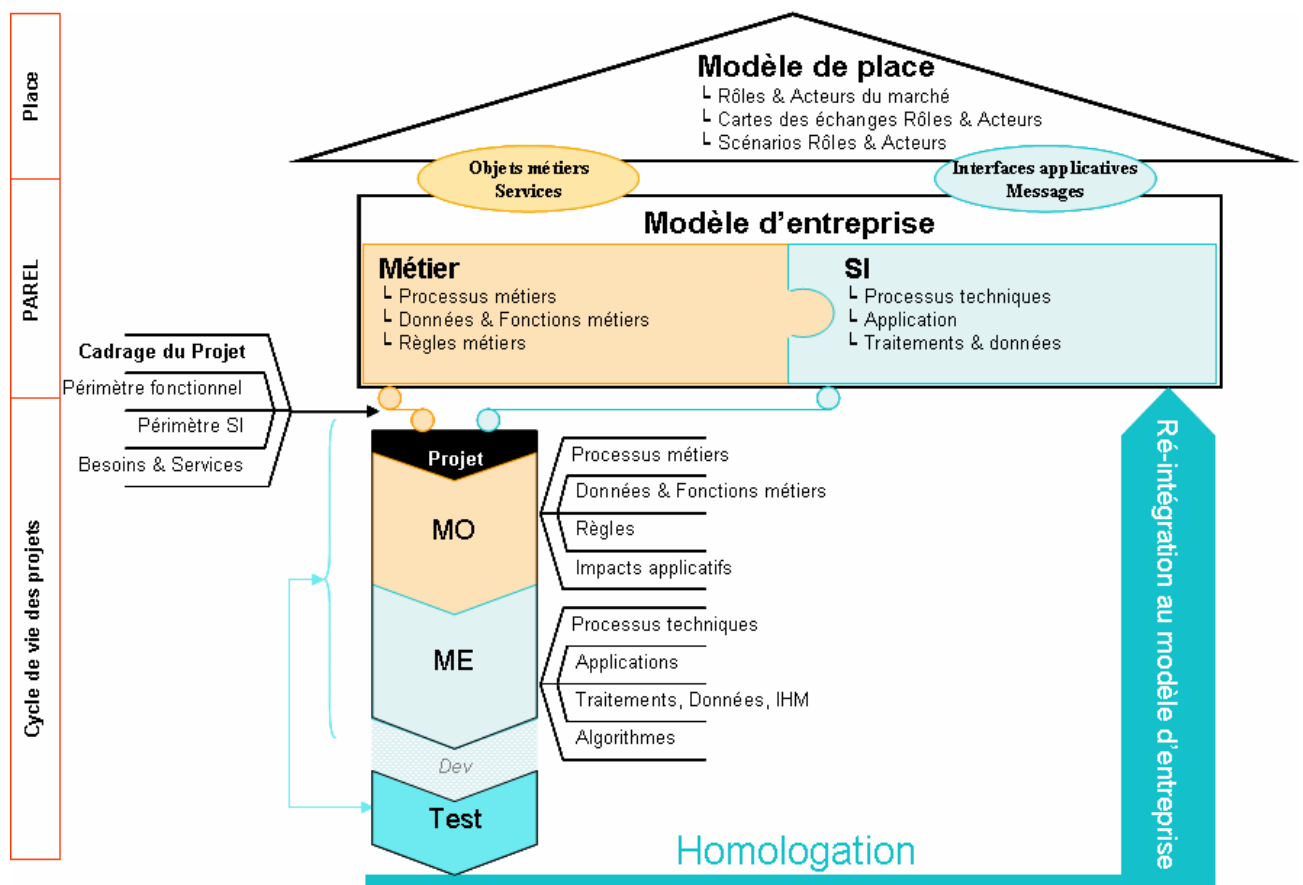 Place
Modèle de place
└ Rôles & Acteurs du marché
└ Cartes des échanges Rôles & Acteurs
└ Scénarios Rôles & Acteurs
Objets métiers
Services
Interfaces applicatives
Messages
PAREL
Modèle d'entreprise
Métier
└ Processus métiers
└ Données & Fonctions métiers
└ Règles métiers
SI
└ Processus techniques
└ Application
└ Traitements & données
Cycle de vie des projets
Cadrage du Projet
Périmètre fonctionnel
Périmètre SI
Besoins & Services
Projet
MO
Processus métiers
Données & Fonctions métiers
Règles
Impacts applicatifs
ME
Processus techniques
Applications
Traitements, Données, IHM
Algorithmes
Dev
Test
Homologation
Ré-intégration au modèle d'entreprise